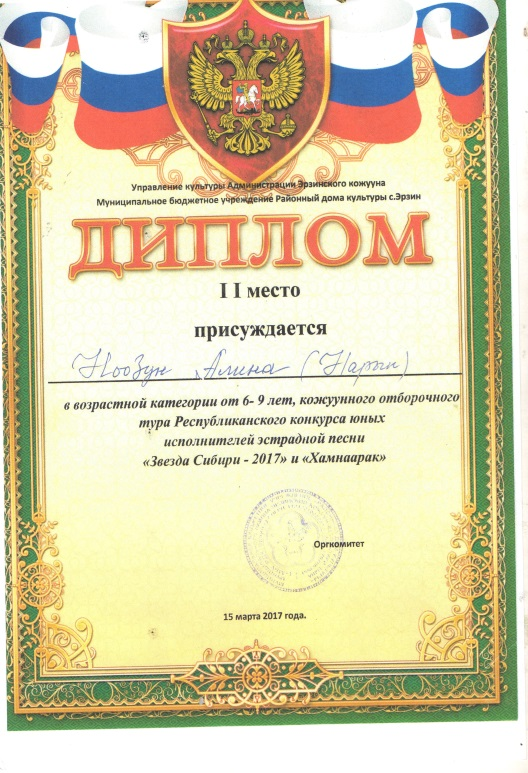 Управление культуры Администрации Эрзинского кожууна
Муниципальное бюджетное учреждение Районный дома культуры с.Эрзин
ДИПЛОМ
I I место
присуждается
Ноозун Алина (Нарын)
в возрастной категории от 6- 9 лет, кожуунного отборочного
тура Республиканского конкурса юных
исполнитлей эстрадной песни
«Звезда Сибири - 2017» и «Хамнаарак»
Оргкомитет
15 марта 2017 года.